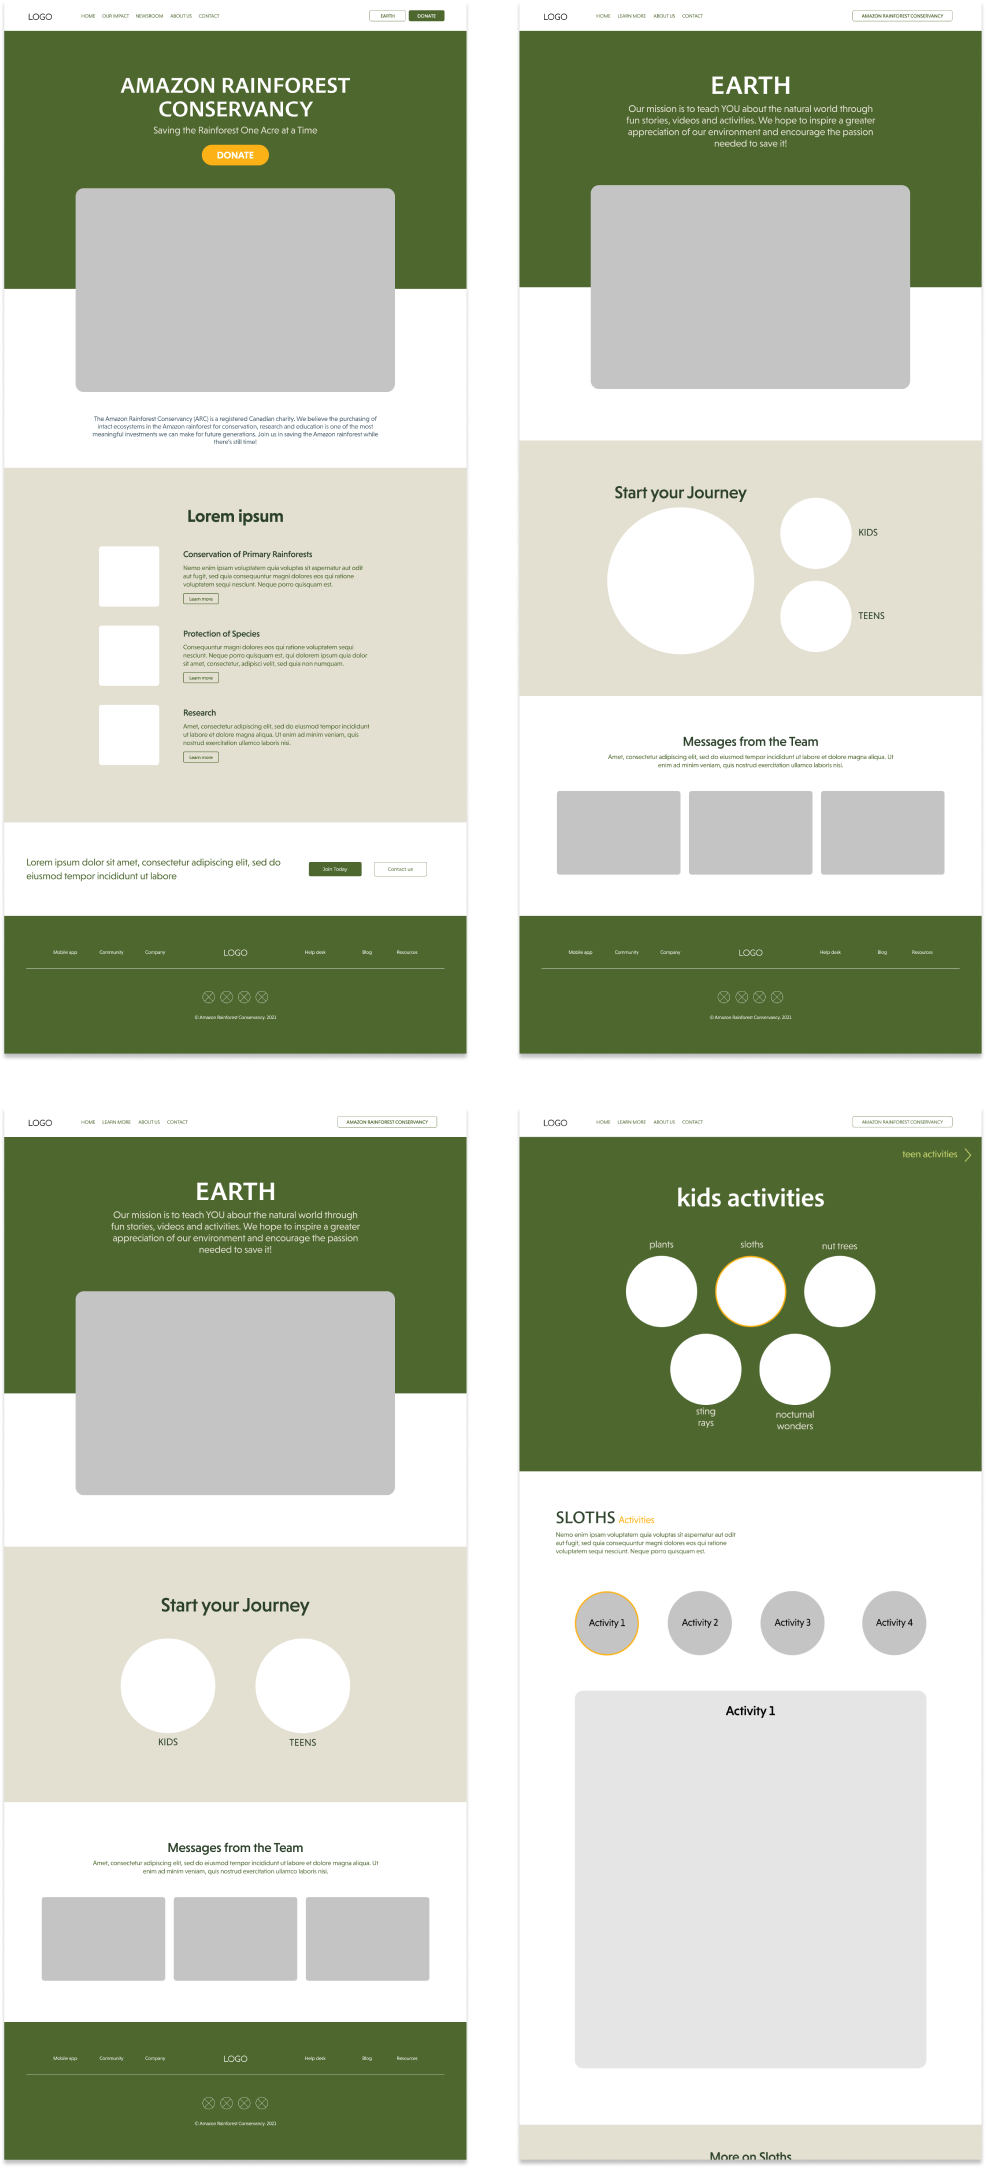 LOGO HOME OUR IMPACT NEWSROOM ABOUT US CONTACT EARTH DONATE
AMAZON RAINFOREST
CONSERVANCY
Saving the Rainforest One Acre at a Time
DONATE
The Amazon Rainforest Conservancy (ARC) is a registered Canadian charity. We believe the purchasing of
intact ecosystems in the Amazon rainforest for conservation, research and education is one of the most
meaningful investments we can make for future generations. Join us in saving the Amazon rainforest while
there's still time!
Lorem ipsum
Conservation of Primary Rainforests
Nemo enim ipsam voluptatem quia voluptas sit aspernatur aut odit
aut fugit, sed quia consequuntur magni dolores eos qui ratione
voluptatem sequi nesciunt. Neque porro quisquam est.
Learn more
Protection of Species
Consequuntur magni dolores eos qui ratione voluptatem sequi
nesciunt. Neque porro quisquam est, qui dolorem ipsum quia dolor
sit amet, consectetur, adipisci velit, sed quia non numquam.
Learn more
Research
Amet, consectetur adipiscing elit, sed do eiusmod tempor incididunt
ut labore et dolore magna aliqua. Ut enim ad minim veniam, quis
nostrud exercitation ullamco laboris nisi.
Learn more
Lorem ipsum dolor sit amet, consectetur adipiscing elit, sed do
eiusmod tempor incididunt ut labore
Join Today Contact us
Mobile app Community Company LOGO Help desk Blog Resources
© Amazon Rainforest Conservancy. 2021
LOGO HOME LEARN MORE ABOUT US CONTACT AMAZON RAINFOREST CONSERVANCY
EARTH
Our mission is to teach YOU about the natural world through
fun stories, videos and activities. We hope to inspire a greater
appreciation of our environment and encourage the passion
needed to save it!
Start your Journey
KIDS
TEENS
Messages from the Team
Amet, consectetur adipiscing elit, sed do eiusmod tempor incididunt ut labore et dolore magna aliqua. Ut
enim ad minim veniam, quis nostrud exercitation ullamco laboris nisi.
Mobile app Community Company LOGO Help desk Blog Resources
© Amazon Rainforest Conservancy. 2021
LOGO HOME LEARN MORE ABOUT US CONTACT AMAZON RAINFOREST CONSERVANCY
EARTH
Our mission is to teach YOU about the natural world through
fun stories, videos and activities. We hope to inspire a greater
appreciation of our environment and encourage the passion
needed to save it!
Start your Journey
KIDS TEENS
Messages from the Team
Amet, consectetur adipiscing elit, sed do eiusmod tempor incididunt ut labore et dolore magna aliqua. Ut
enim ad minim veniam, quis nostrud exercitation ullamco laboris nisi.
Mobile app Community Company LOGO Help desk Blog Resources
© Amazon Rainforest Conservancy. 2021
LOGO HOME LEARN MORE ABOUT US CONTACT AMAZON RAINFOREST CONSERVANCY
teen activities
kids activities
plants sloths nut trees
sting
rays
nocturnal
wonders
SLOTHS Activities
Nemo enim ipsam voluptatem quia voluptas sit aspernatur aut odit
aut fugit, sed quia consequuntur magni dolores eos qui ratione
voluptatem sequi nesciunt. Neque porro quisquam est.
Activity 1 Activity 2 Activity 3 Activity 4
Activity 1
More on Sloths